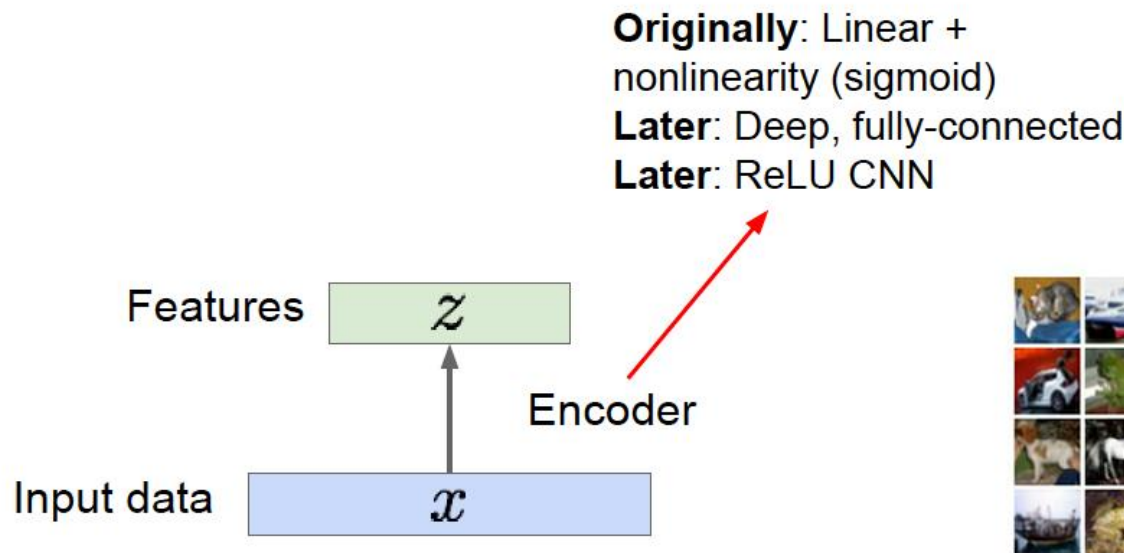 Originally: Linear +
nonlinearity (sigmoid)
Later: Deep, fully-connected
Later: ReLU CNN
Features
z
Encoder
Input data
x